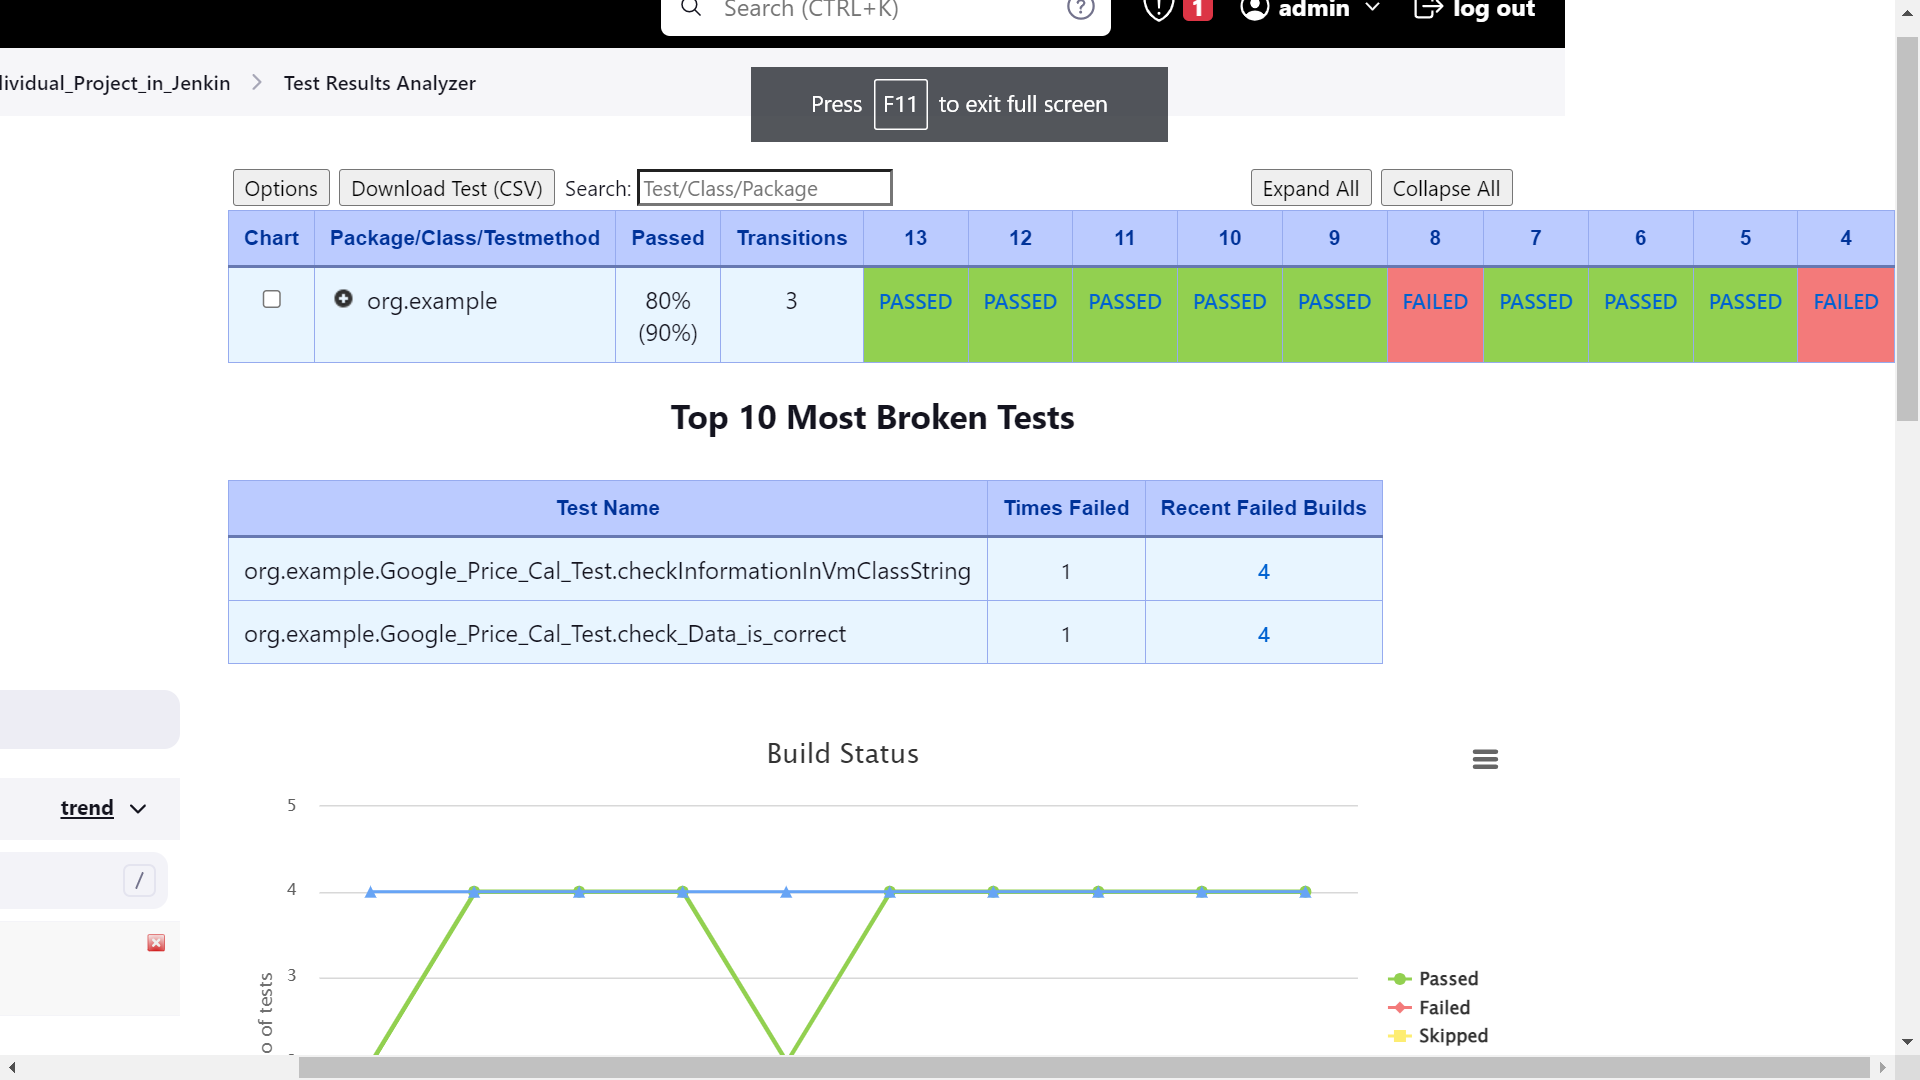 Search (CTRL+K)
1
admin
log out
dividual_Project_in_Jenkin
Test Results Analyzer
Press F11 to exit full screen
Options
Download Test (CSV)
Search:
Test/Class/Package
Expand All
Collapse All
Chart Package/Class/Testmethod Passed Transitions 13 12 11 10 9 8 7 6 5 4
org.example 80% 3 PASSED PASSED PASSED PASSED PASSED FAILED PASSED PASSED PASSED FAILED
(90%)
Top 10 Most Broken Tests
Test Name Times Failed Recent Failed Builds
org.example.Google_Price_Cal_Test.checkInformationInVmClassString 1 4
org.example.Google_Price_Cal_Test.check_Data_is_correct 1 4
Build Status
trend
/
5
4
3
o of tests
Passed
Failed
Skipped